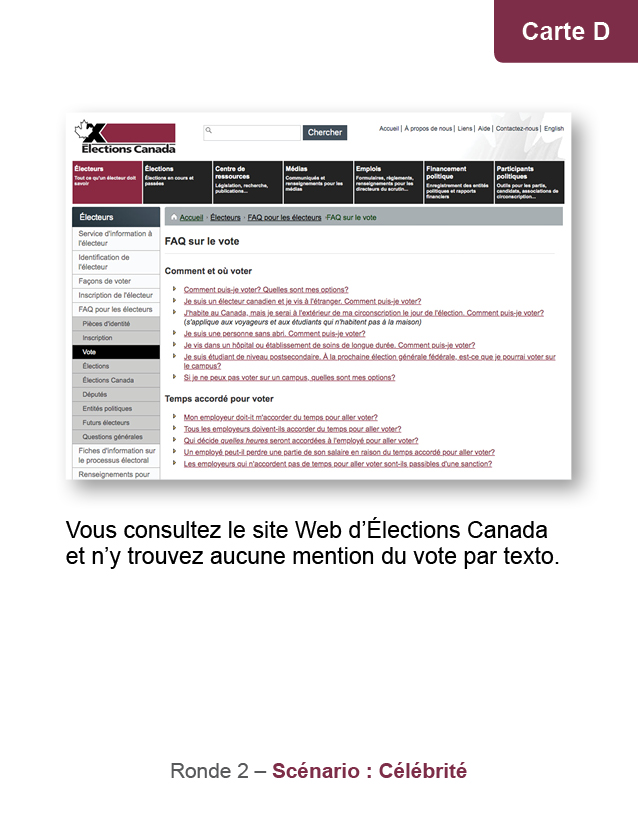 Carte D
Élections Canada
Chercher
Accueil | À propos de nous | Liens | Aide | Contactez-nous | English
Électeurs
Tout ce qu'un électeur doit
savoir
Élections
Élections en cours et
passées
Centre de
ressources
Législation, recherche,
publications...
Médias
Communiqués et
renseignements pour les
médias
Emplois
Formulaires, règlements,
renseignements pour les
directeurs du scrutin...
Financement
politique
Enregistrement des entités
politiques et rapports
financiers
Participants
politiques
Outils pour les partis,
candidats, associations de
circonscription...
Électeurs
Service d'information à
l'électeur
Identification de
l'électeur
Façons de voter
Inscription de l'électeur
FAQ pour les électeurs
Pièces d'identité
Inscription
Vote
Élections
Élections Canada
Députés
Entités politiques
Futurs électeurs
Questions générales
Fiches d'information sur
le processus électoral
Renseignements pour
Accueil › Électeurs › FAQ pour les électeurs ›FAQ sur le vote
FAQ sur le vote
Comment et où voter
Comment puis-je voter? Quelles sont mes options?
Je suis un électeur canadien et je vis à l'étranger. Comment puis-je voter?
J'habite au Canada, mais je serai à l'extérieur de ma circonscription le jour de l'élection. Comment puis-je voter?
(s'applique aux voyageurs et aux étudiants qui n'habitent pas à la maison)
Je suis une personne sans abri. Comment puis-je voter?
Je vis dans un hôpital ou établissement de soins de longue durée. Comment puis-je voter?
Je suis étudiant de niveau postsecondaire. À la prochaine élection générale fédérale, est-ce que je pourrai voter sur
le campus?
Si je ne peux pas voter sur un campus, quelles sont mes options?
Temps accordé pour voter
Mon employeur doit-il m'accorder du temps pour aller voter?
Tous les employeurs doivent-ils accorder du temps pour aller voter?
Qui décide quelles heures seront accordées à l'employé pour aller voter?
Un employé peut-il perdre une partie de son salaire en raison du temps accordé pour aller voter?
Les employeurs qui n'accordent pas de temps pour aller voter sont-ils passibles d'une sanction?
Vous consultez le site Web d'Élections Canada
et n'y trouvez aucune mention du vote par texto.
Ronde 2 – Scénario : Célébrité